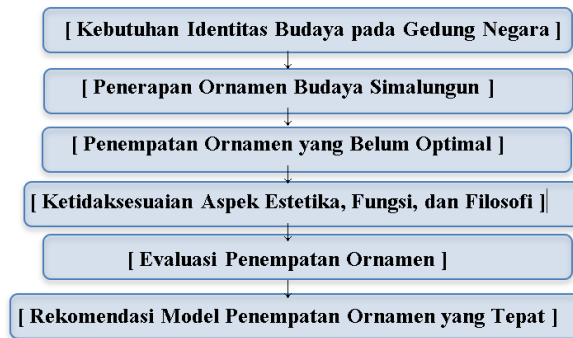 [ Kebutuhan Identitas Budaya pada Gedung Negara ]
[ Penerapan Ornamen Budaya Simalungun ]
[ Penempatan Ornamen yang Belum Optimal ]
[ Ketidaksesuaian Aspek Estetika, Fungsi, dan Filosofi ]
[ Evaluasi Penempatan Ornamen ]
[ Rekomendasi Model Penempatan Ornamen yang Tepat ]